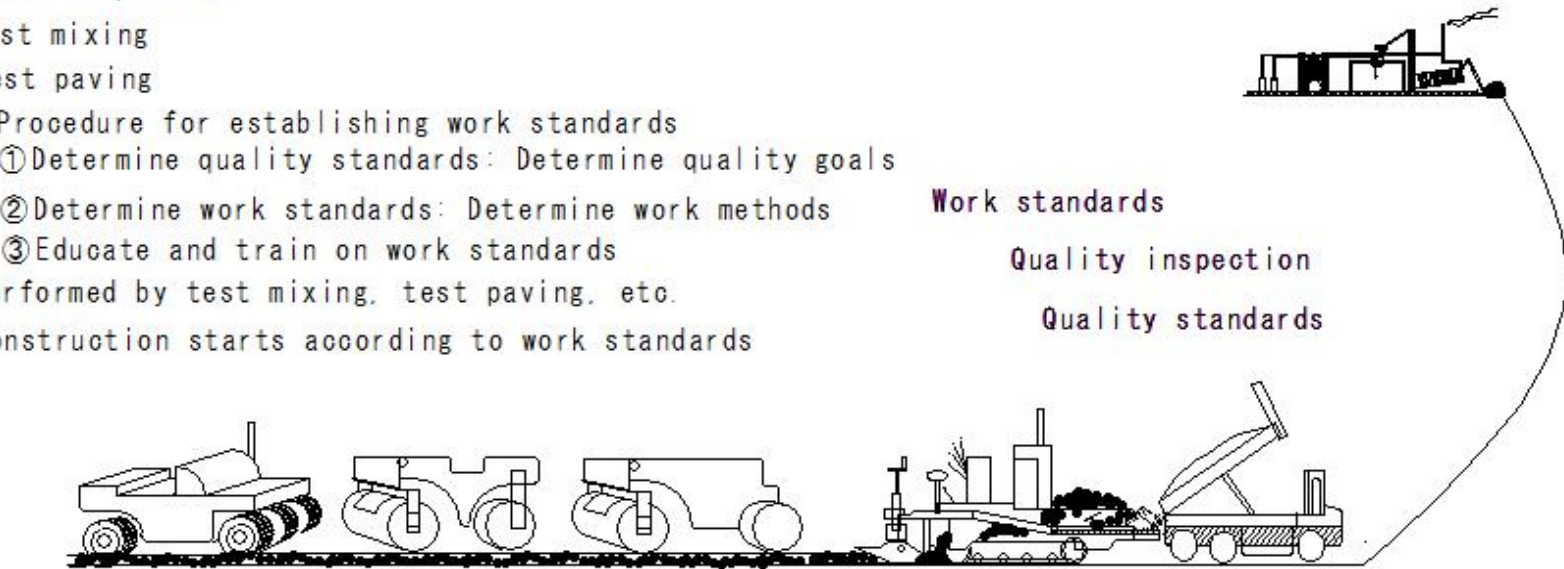 st mixing
est paving
Procedure for establishing work standards
①Determine quality standards: Determine quality goals
②Determine work standards: Determine work methods
③Educate and train on work standards
rformed by test mixing, test paving, etc.
onstruction starts according to work standards
Work standards
Quality inspection
Quality standards